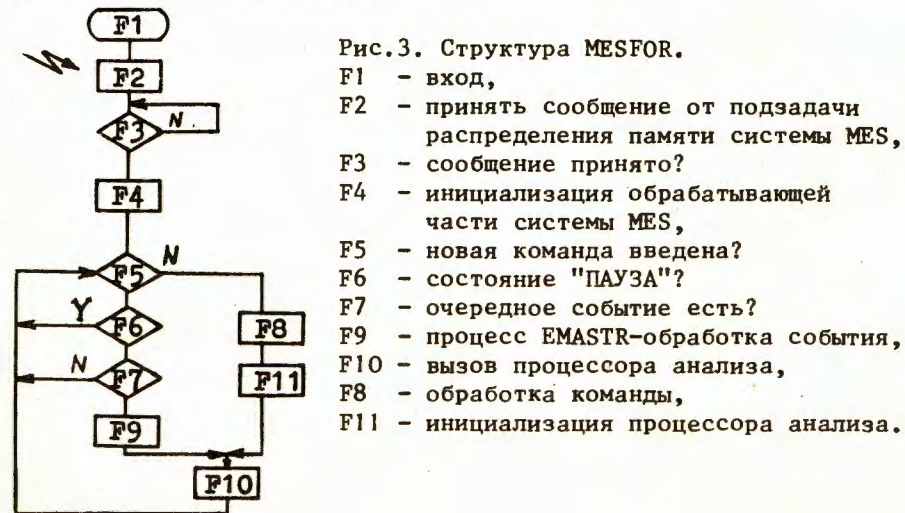 F1
F2
F3
N
F4
F5
N
F6
Y
F7
N
F8
F11
F9
F10
Рис.3. Структура MESFOR.
F1 - вход,
F2 - принять сообщение от подзадачи
распределения памяти системы MES,
F3 - сообщение принято?
F4 - инициализация обрабатывающей
части системы MES,
F5 - новая команда введена?
F6 - состояние "ПАУЗА"?
F7 - очередное событие есть?
F9 - процесс EMASTR-обработка события,
F10 - вызов процессора анализа,
F8 - обработка команды,
F11 - инициализация процессора анализа.